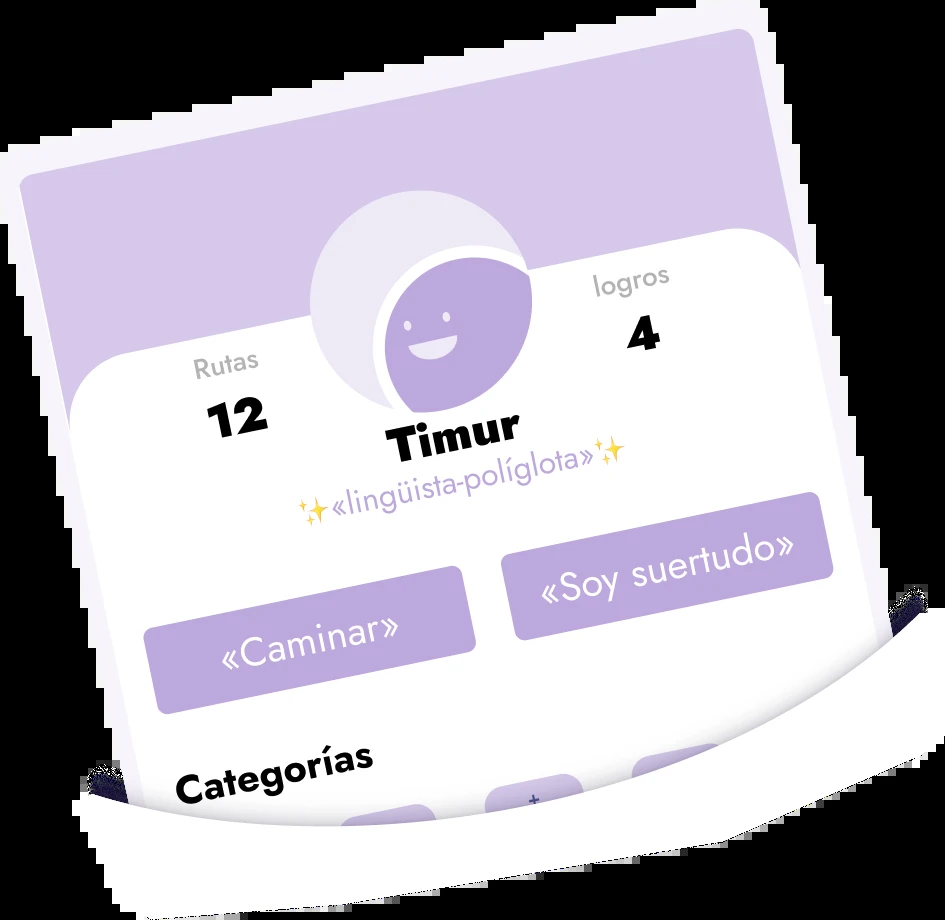 Rutas
12
logros
4
Timur
✨«lingüista-políglota»✨
«Caminar»
«Soy suertudo»
Categorías
+